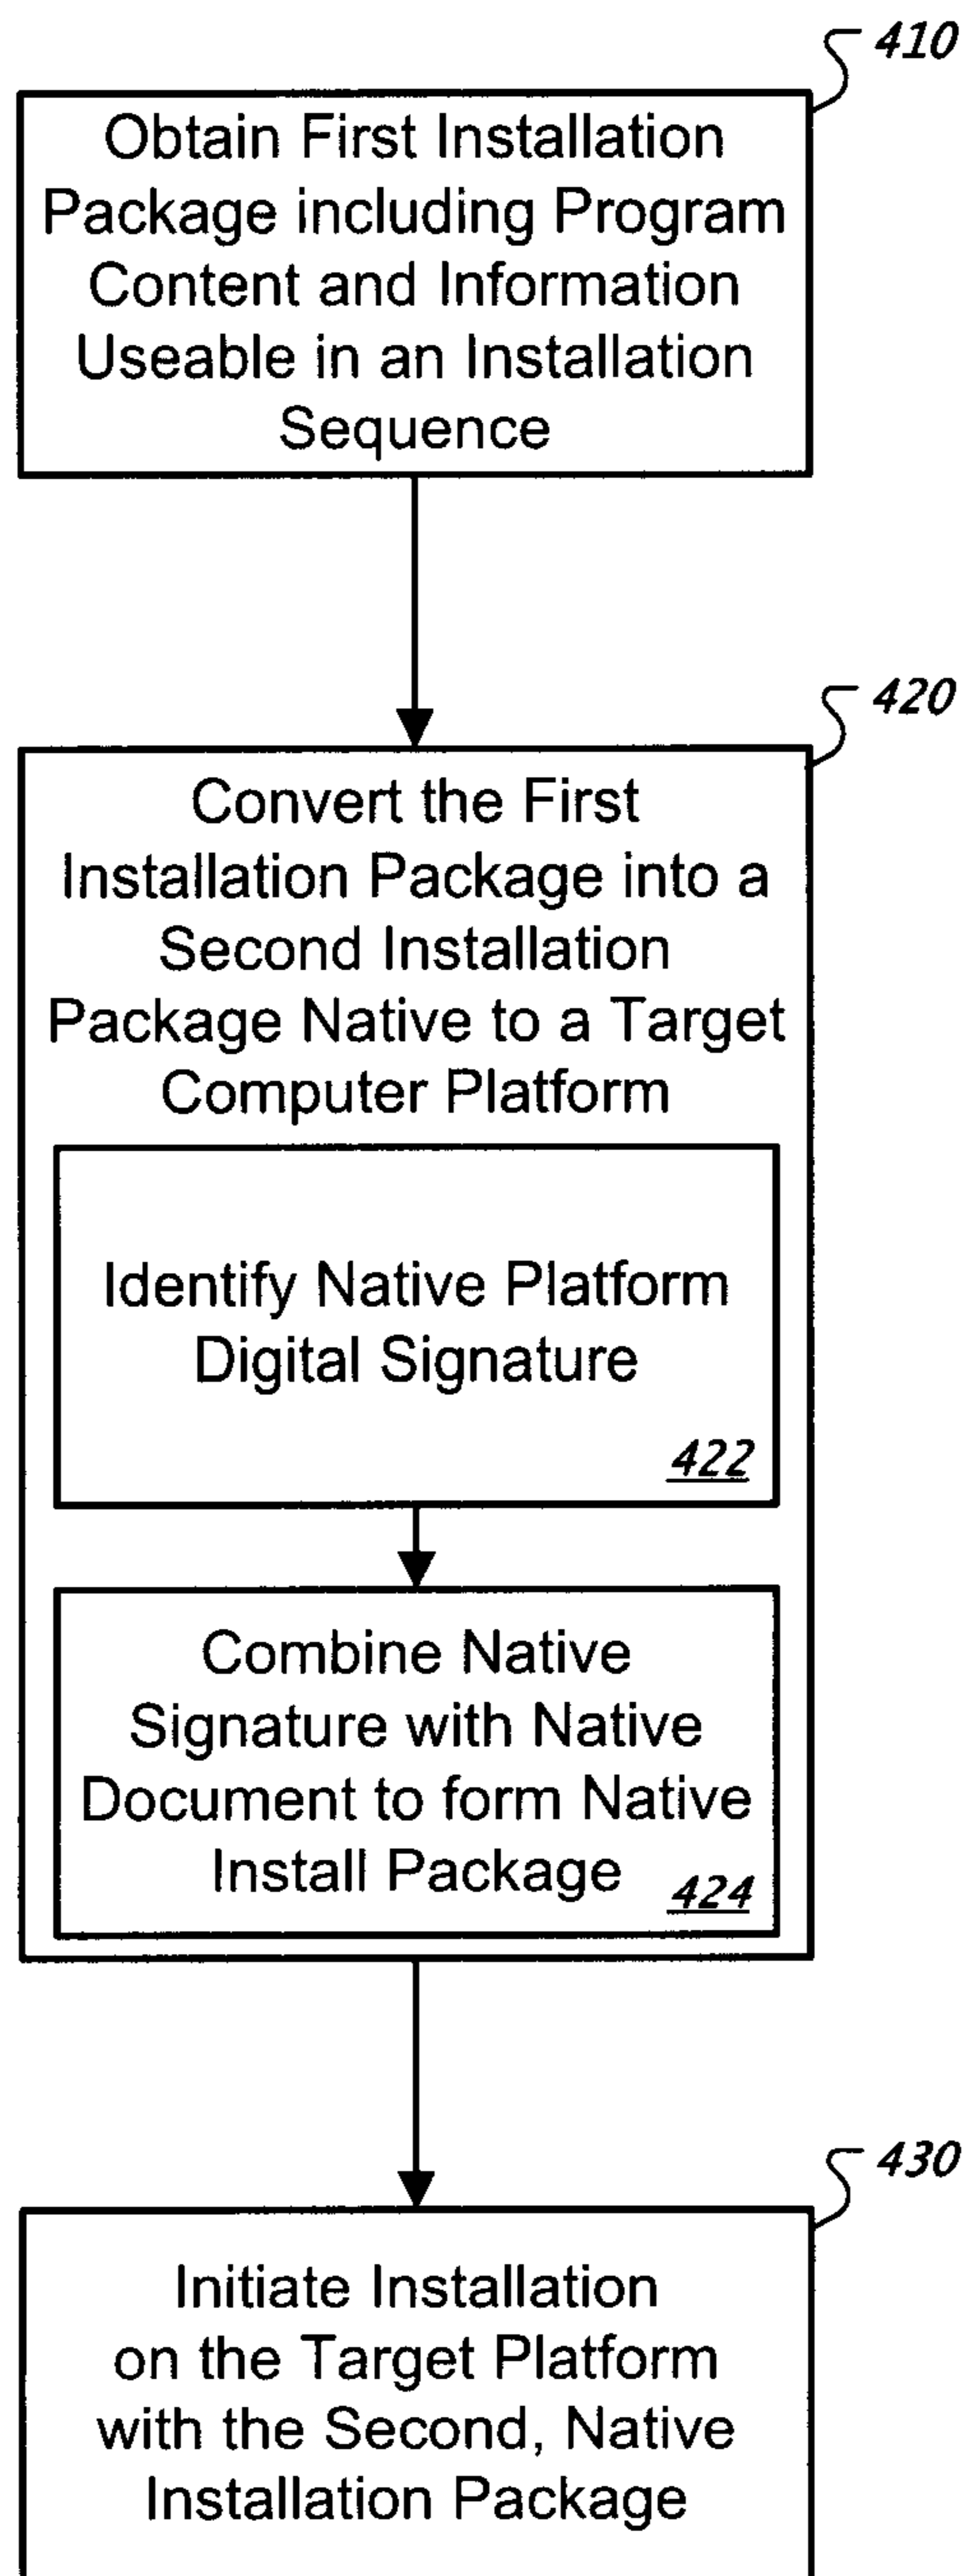 410
Obtain First Installation
Package including Program
Content and Information
Useable in an Installation
Sequence
420
Convert the First
Installation Package into a
Second Installation
Package Native to a Target
Computer Platform
Identify Native Platform
Digital Signature
422
Combine Native
Signature with Native
Document to form Native
Install Package
424
430
Initiate Installation
on the Target Platform
with the Second, Native
Installation Package